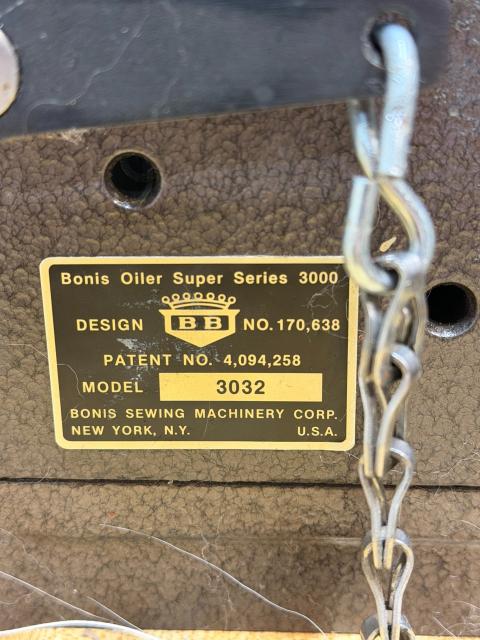 Bonis Oiler Super Series 3000
DESIGN BB NO. 170,638
PATENT NO. 4,094,258
MODEL 3032
BONIS SEWING MACHINERY CORP.
NEW YORK, N.Y. U.S.A.